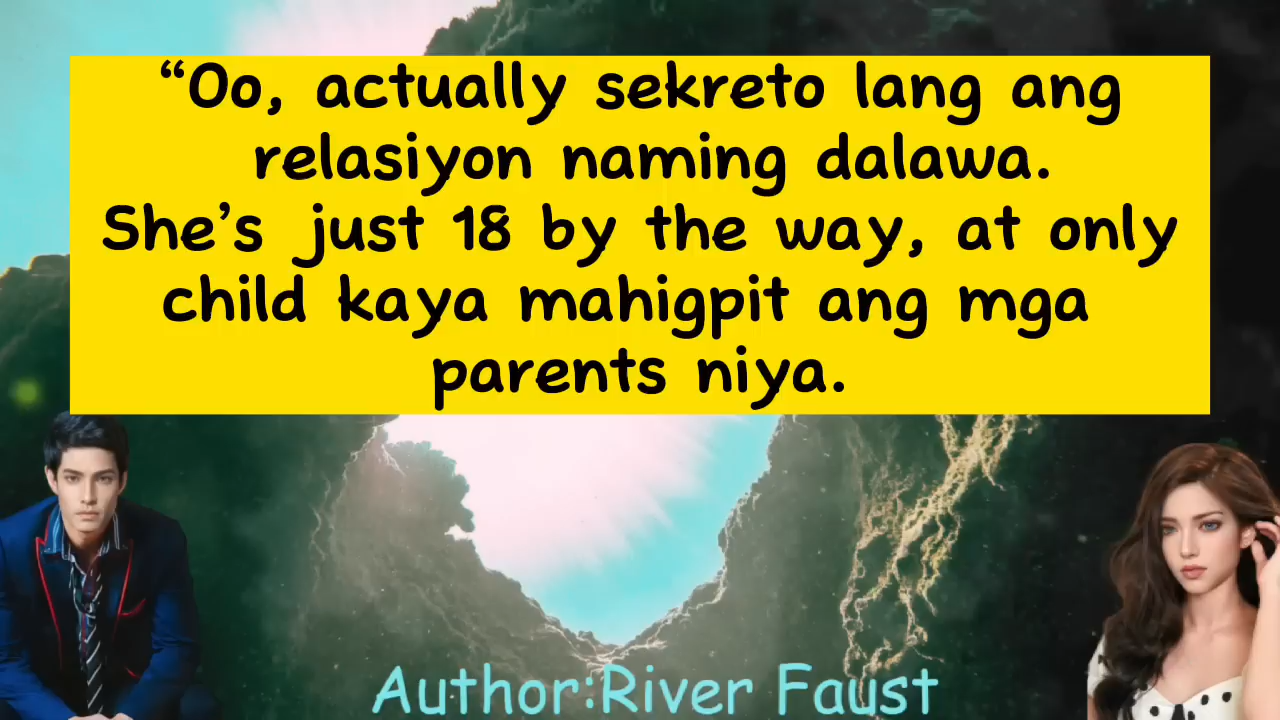 “Oo, actually sekreto lang ang
relasiyon naming dalawa.
She’s just 18 by the way, at only
child kaya mahigpit ang mga
parents niya.
Author:River Faust